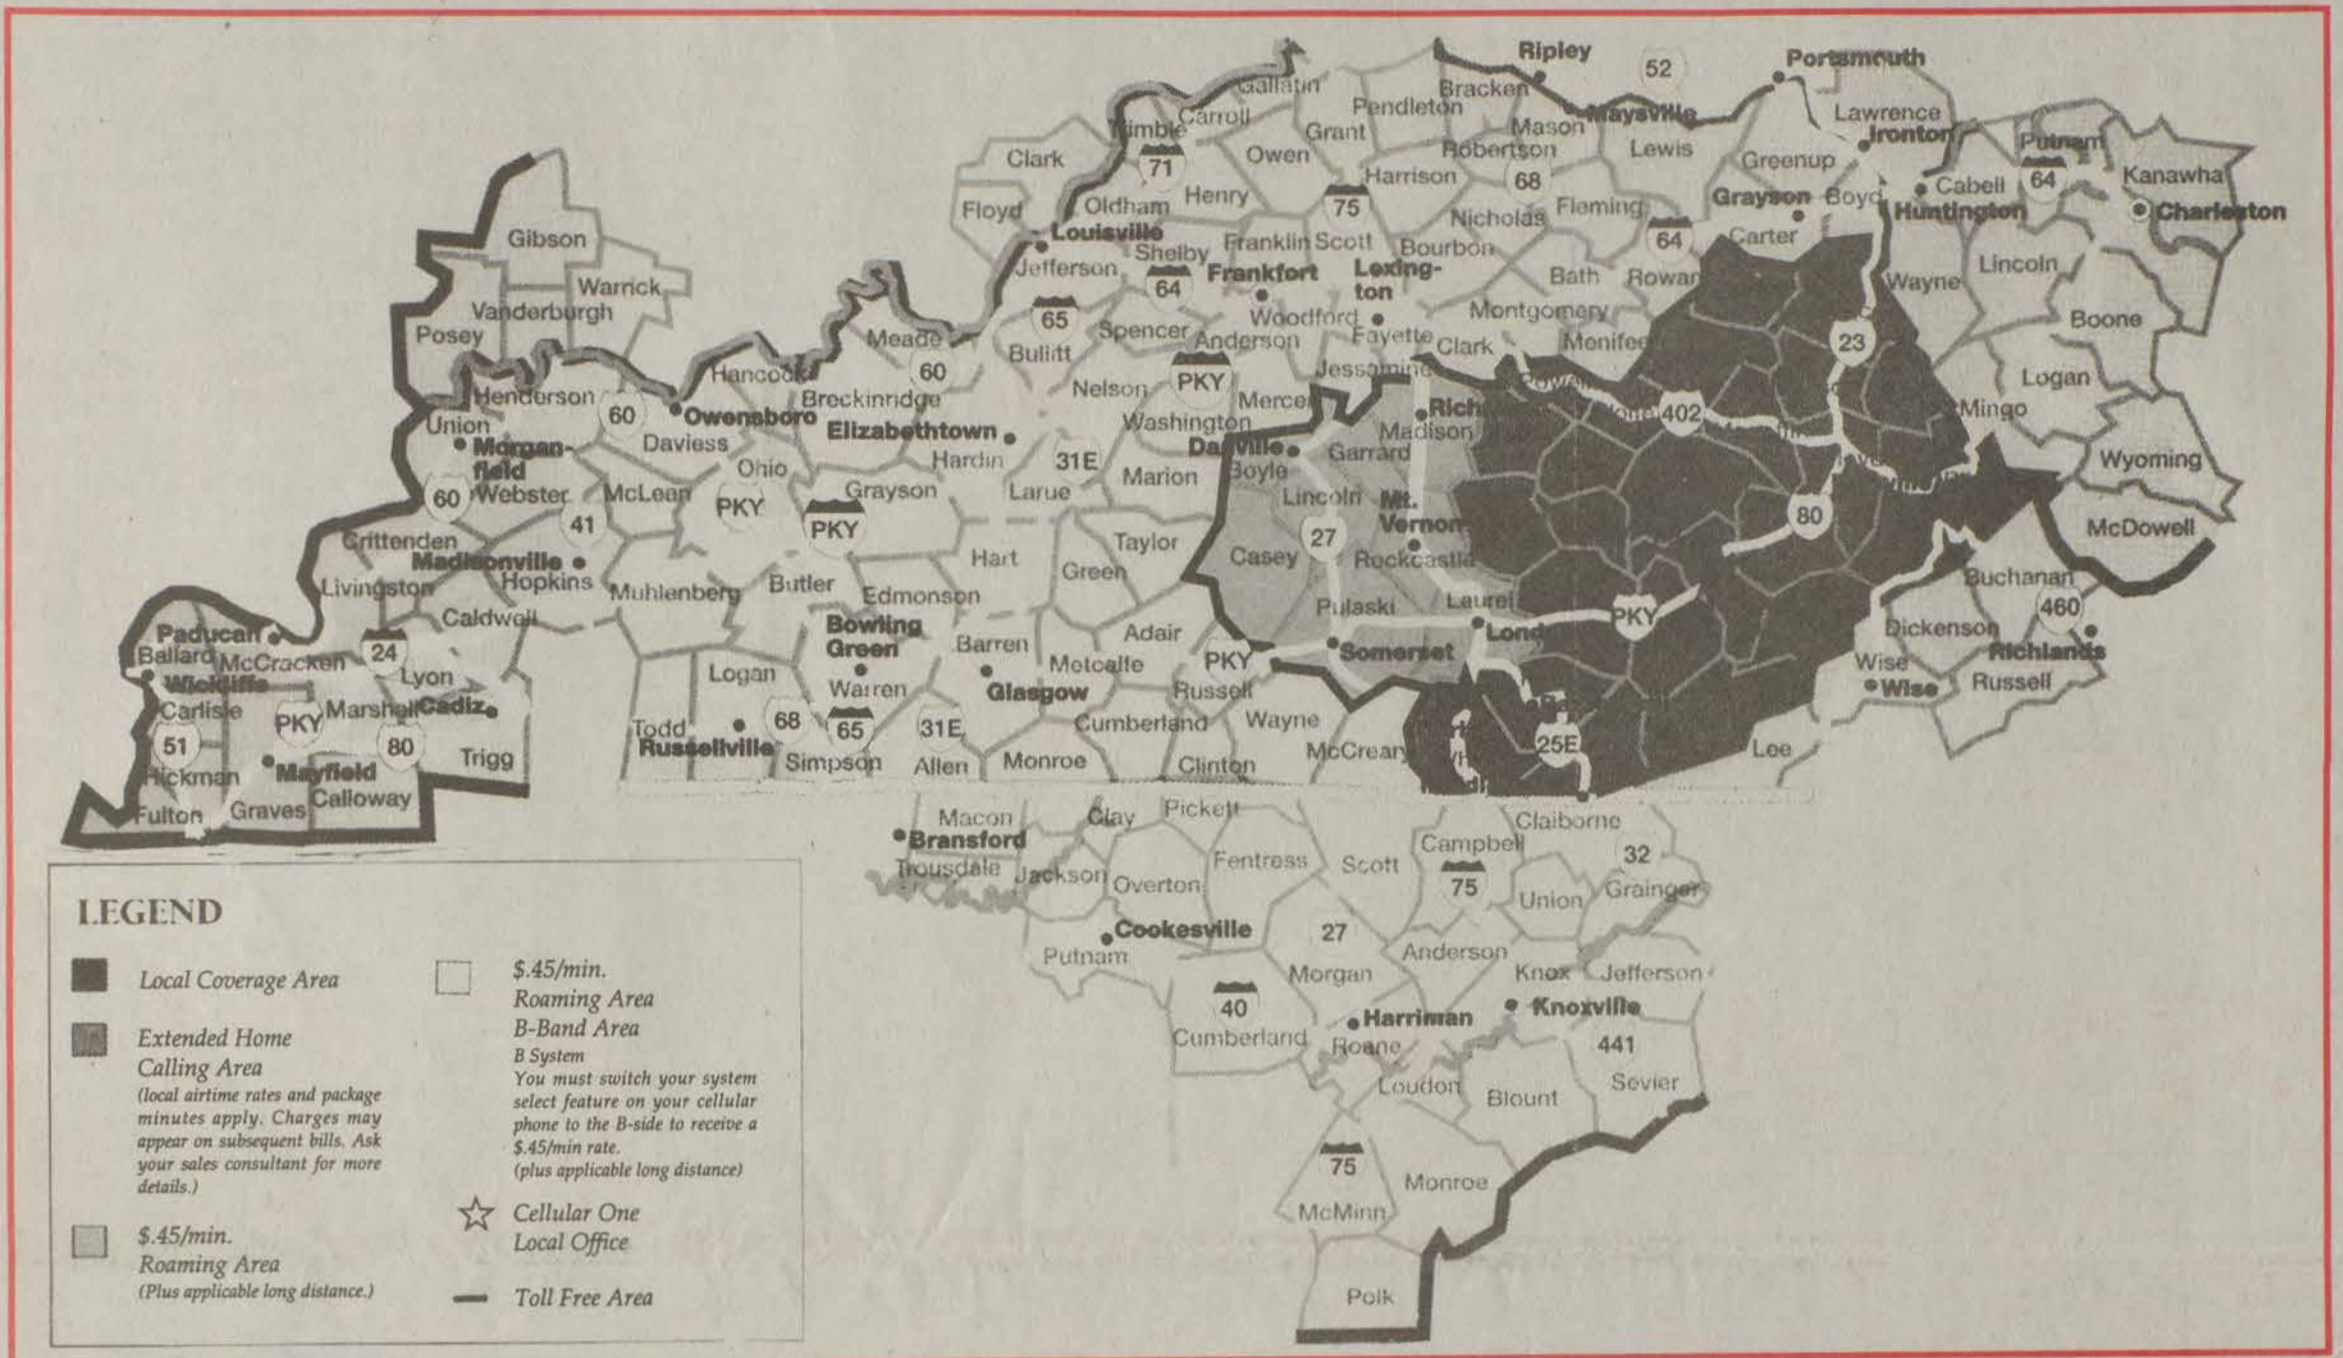 Ripley
52
Portsmouth
Gallatin
Bracken
Pendleton
Carroll
Lawrence
Trimble
Grant
Mason
Maysville
Ironton
Putnam
Clark
71
Owen
Robertson
Lewis
Greenup
Harrison
68
64
Kanawha
Floyd
Oldham
Henry
75
Nicholas
Fleming
Grayson
Boyd
Cabell
Huntington
Charleston
Louisville
Shelby
Franklin
Scott
Bourbon
64
Carter
Gibson
Jefferson
64
Frankfort
Lexing-
ton
Bath
Rowan
Wayne
Lincoln
Warrick
Vanderburgh
65
Woodford
Montgomery
Boone
Posey
Meade
Spencer
Anderson
Fayette
Clark
Menifee
23
Bullitt
60
Jessamine
Hancock
Nelson
PKY
Powell
Logan
Henderson
60
Breckinridge
Mercer
402
Mingo
Owensboro
Washington
Union
Elizabethtown
Madison
Morgan-
field
Daviess
Danville
Garrard
Ohio
Hardin
31E
Marion
Boyle
Wyoming
60
Webster
McLean
PKY
Grayson
Larue
Lincoln
Mt.
Vernon
41
PKY
80
McDowell
Crittenden
27
Taylor
Casey
Rockcastle
Madisonville
Hart
Green
Livingston
Hopkins
Muhlenberg
Butler
Edmonson
Buchanan
Caldwell
Pulaski
Laurel
PKY
460
Paducah
Bowling
Green
Adair
Dickenson
Ballard
McCracken
24
Barren
Somerset
Richlands
Wickliffe
Lyon
Logan
Metcalfe
PKY
Wise
Carlisle
PKY
Marshall
Cadiz
Warren
Glasgow
Russell
Wise
Russell
51
80
Todd
68
65
31E
Cumberland
Wayne
25E
Russellville
McCreary
Lee
Hickman
Mayfield
Trigg
Simpson
Allen
Monroe
Clinton
Fulton
Graves
Calloway
Macon
Clay
Pickett
Claiborne
Bransford
Campbell
32
Trousdale
Jackson
Overton
Fentress
Scott
75
Union
Grainger
Cookesville
27
Putnam
Anderson
Morgan
Knox
Jefferson
40
Harriman
Knoxville
Cumberland
Roane
441
Loudon
Blount
Sevier
75
Monroe
McMinn
Polk
LEGEND
Local Coverage Area
Extended Home
Calling Area
(local airtime rates and package
minutes apply. Charges may
appear on subsequent bills. Ask
your sales consultant for more
details.)
$.45/min.
Roaming Area
(Plus applicable long distance.)
$.45/min.
Roaming Area
B-Band Area
B System
You must switch your system
select feature on your cellular
phone to the B-side to receive a
$.45/min rate.
(plus applicable long distance)
Cellular One
Local Office
Toll Free Area